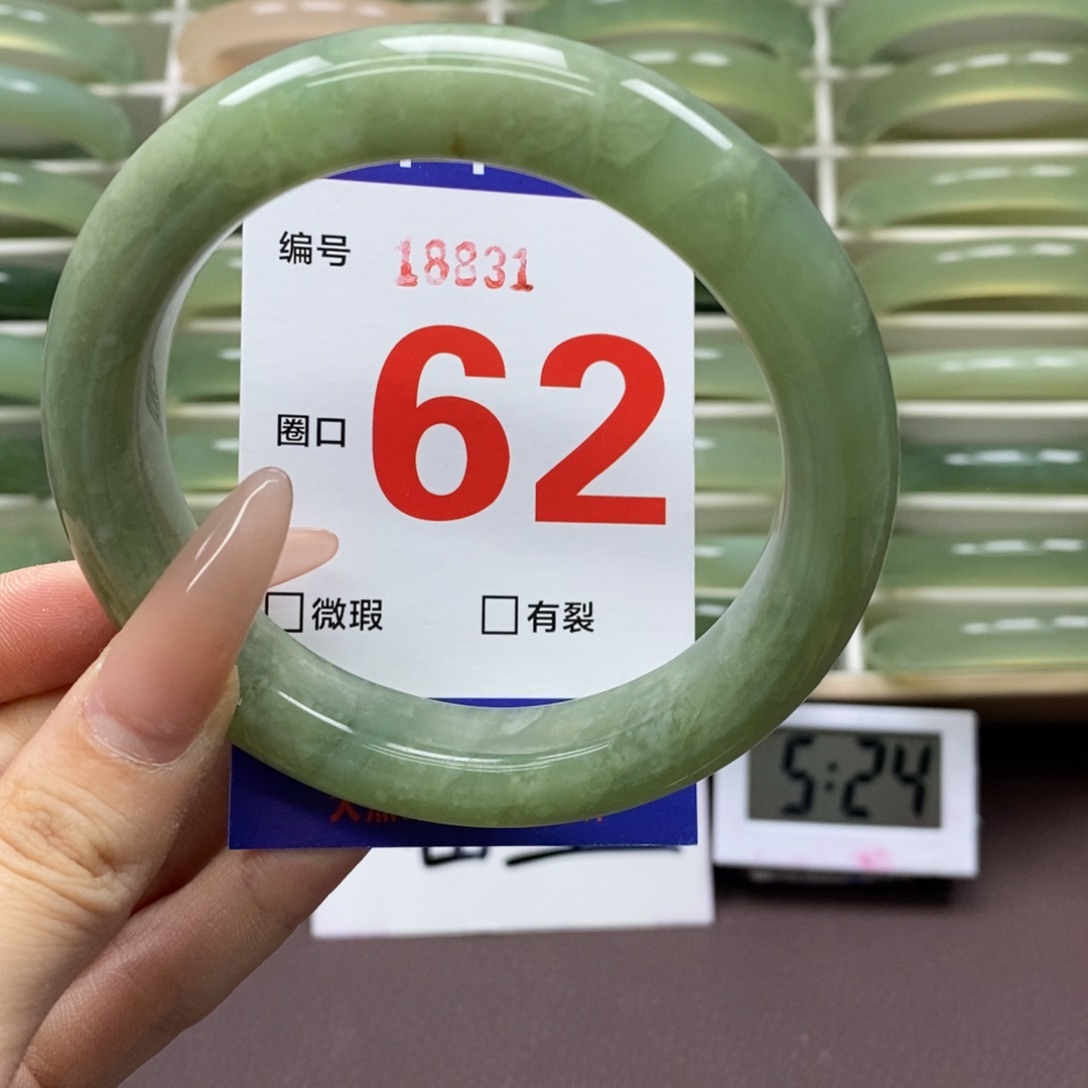 编号 18831
圈口 62
微瑕 有裂
5:24